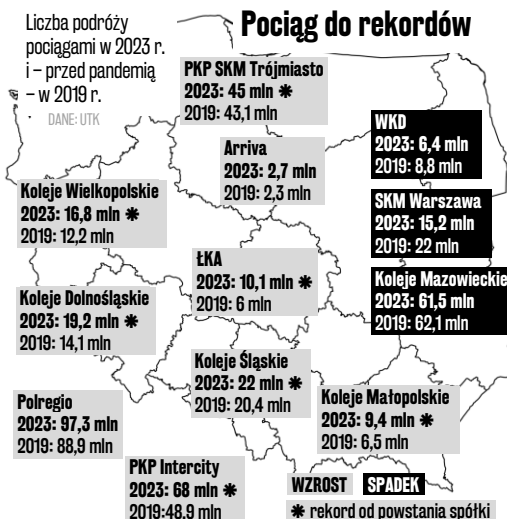 Pociąg do rekordów
Liczba podróży
pociągami w 2023 r.
i – przed pandemią
– w 2019 r.
DANE: UTK
PKP SKM Trójmiasto
2023: 45 mln ✱
2019: 43,1 mln
Arriva
2023: 2,7 mln
2019: 2,3 mln
WKD
2023: 6,4 mln
2019: 8,8 mln
Koleje Wielkopolskie
2023: 16,8 mln ✱
2019: 12,2 mln
SKM Warszawa
2023: 15,2 mln
2019: 22 mln
ŁKA
2023: 10,1 mln ✱
2019: 6 mln
Koleje Mazowieckie
2023: 61,5 mln
2019: 62,1 mln
Koleje Dolnośląskie
2023: 19,2 mln ✱
2019: 14,1 mln
Koleje Śląskie
2023: 22 mln ✱
2019: 20,4 mln
Koleje Małopolskie
2023: 9,4 mln ✱
2019: 6,5 mln
Polregio
2023: 97,3 mln
2019: 88,9 mln
PKP Intercity
2023: 68 mln ✱
2019:48,9 mln
WZROST SPADEK
✱ rekord od powstania spółki